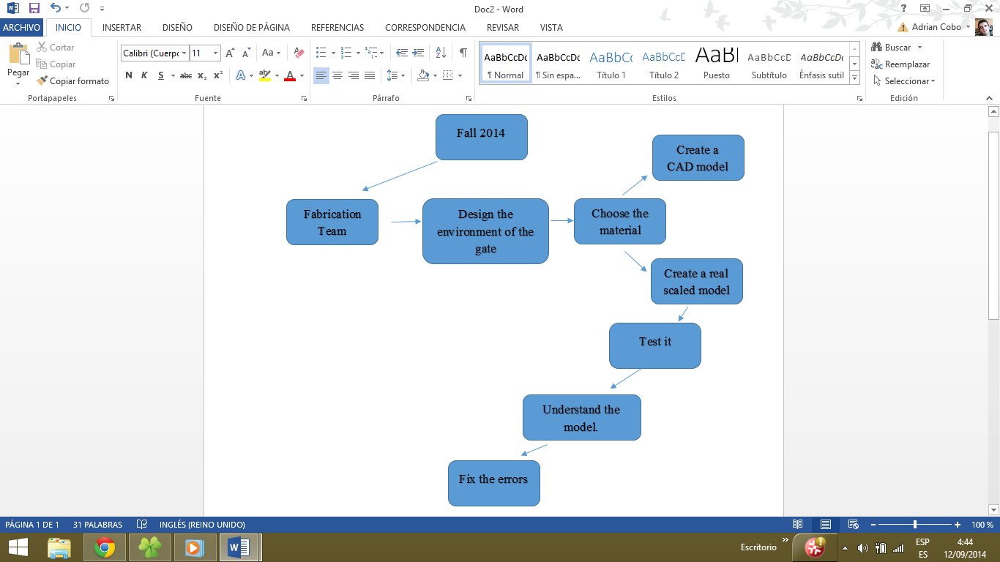 Doc2 - Word
?
ARCHIVO INICIO INSERTAR DISEÑO DISEÑO DE PÁGINA REFERENCIAS CORRESPONDENCIA REVISAR VISTA Adrian Cobo
Pegar
Cortar
Copiar
Copiar formato
Portapapeles
Calibri (Cuerpo 11
N K S abc x₂ x²
Fuente
Párrafo
AaBbCcDc AaBbCcDc AaBbCc AaBbCcD AaB AaBbCcD AaBbCcDc
¶ Normal ¶ Sin espa... Título 1 Título 2 Puesto Subtítulo Énfasis sutil
Estilos
Buscar
Reemplazar
Seleccionar
Edición
Fall 2014
Create a
CAD model
Fabrication
Team
Design the
environment of the
gate
Choose the
material
Create a real
scaled model
Test it
Understand the
model.
Fix the errors
PÁGINA 1 DE 1 31 PALABRAS INGLÉS (REINO UNIDO) 100 %
Escritorio
ESP
ES
4:44
12/09/2014